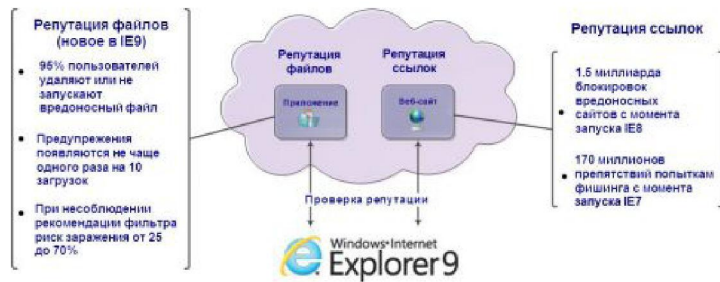 Репутация файлов
(новое в IE9)
95% пользователей
удаляют или не
запускают
вредоносный файл
Предупрежения
появляются не чаще
одного раза на 10
загрузок
При несоблюдении
рекомендации фильтра
риск заражения от 25
до 70%
Репутация
файлов
Приложение
Репутация
ссылок
Веб-сайт
Проверка репутации
Windows Internet
Explorer 9
Репутация ссылок
1.5 миллиарда
блокировок
вредоносных
сайтов с момента
запуска IE8
170 миллионов
препятствий попыткам
фишинга с момента
запуска IE7